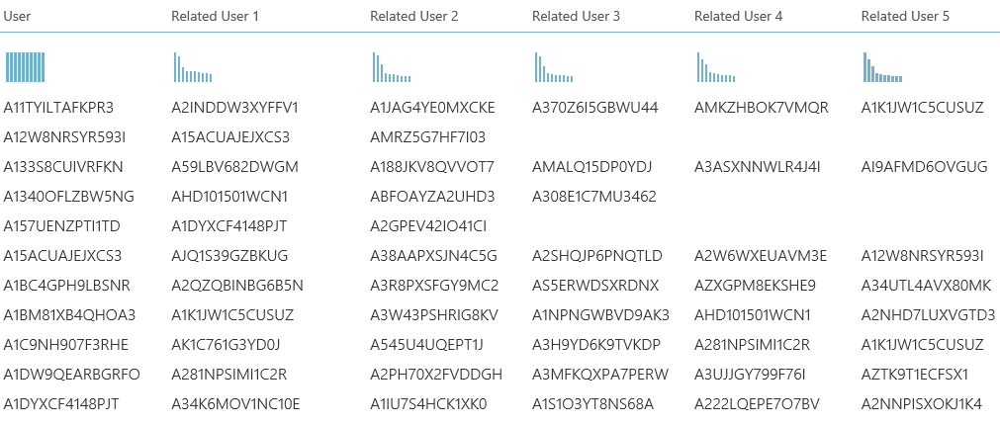 User Related User 1 Related User 2 Related User 3 Related User 4 Related User 5
A11TYILTAFKPR3 A2INDDW3XYFFV1 A1JAG4YE0MXCKE A370Z6I5GBWU44 AMKZHBOK7VMQR A1K1JW1C5CUSUZ
A12W8NRSYR593I A15ACUAJEJXCS3 AMRZ5G7HF7I03
A133S8CUIVRFKN A59LBV682DWGM A188JKV8QVVOT7 AMALQ15DP0YDJ A3ASXNNWLR4J4I AI9AFMD6OVGUG
A1340OFLZBW5NG AHD101501WCN1 ABFOAYZA2UHD3 A308E1C7MU3462
A157UENZPTI1TD A1DYXCF4148PJT A2GPEV42IO41CI
A15ACUAJEJXCS3 AJQ1S39GZBKUG A38AAPXSJN4C5G A2SHQJP6PNQTLD A2W6WXEUAVM3E A12W8NRSYR593I
A1BC4GPH9LBSNR A2QZQBINBG6B5N A3R8PXSFGY9MC2 AS5ERWDSXRDNX AZXGPM8EKSHE9 A34UTL4AVX80MK
A1BM81XB4QHOA3 A1K1JW1C5CUSUZ A3W43PSHRIG8KV A1NPNGWBVD9AK3 AHD101501WCN1 A2NHD7LUXVGTD3
A1C9NH907F3RHE AK1C761G3YD0J A545U4UQEPT1J A3H9YD6K9TVKDP A281NPSIMI1C2R A1K1JW1C5CUSUZ
A1DW9QEARBGRFO A281NPSIMI1C2R A2PH70X2FVDDGH A3MFKQXPA7PERW A3UJJGY799F76I AZTK9T1ECFSX1
A1DYXCF4148PJT A34K6MOV1NC10E A1IU7S4HCK1XK0 A1S1O3YT8NS68A A222LQEPE7O7BV A2NNPISXOKJ1K4